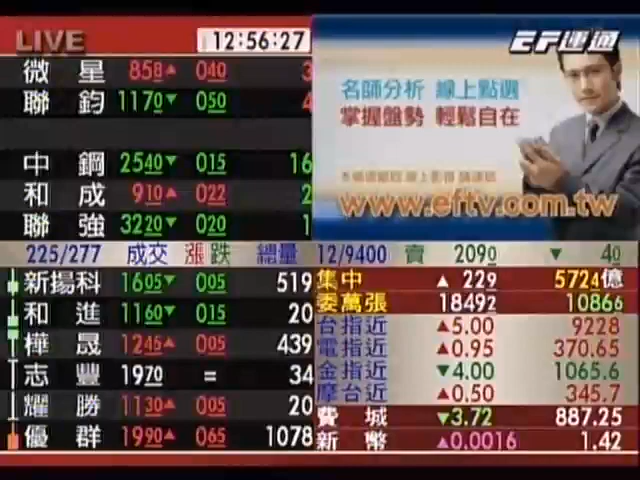 LIVE 12:56:27
微星 85⁸▲ 040 3
聯鈞 117⁰▼ 050 4
中鋼 25⁴⁰▼ 015 16
和成 9¹⁰▲ 022 2
聯強 32²⁰▼ 020 1
225/277 成交 漲跌 總量
新揚科 16⁰⁵▼ 005 519
和進 11⁶⁰▼ 015 20
樺晟 12⁴⁵▲ 005 439
志豐 19⁷⁰ = 34
耀勝 11³⁰▲ 005 20
優群 19⁹⁰▲ 065 1078
EF運通
名師分析 線上點選
掌握盤勢 輕鬆自在
www.eftv.com.tw
12/9400 賣 209⁰ ▼ 4⁰
集中 ▲ 229 5724億
委萬張 18492 10866
台指近 ▲5.00 9228
電指近 ▲0.95 370.65
金指近 ▼4.00 1065.6
摩台近 ▲0.50 345.7
費城 ▼3.72 887.25
新幣 ▲0.0016 1.42